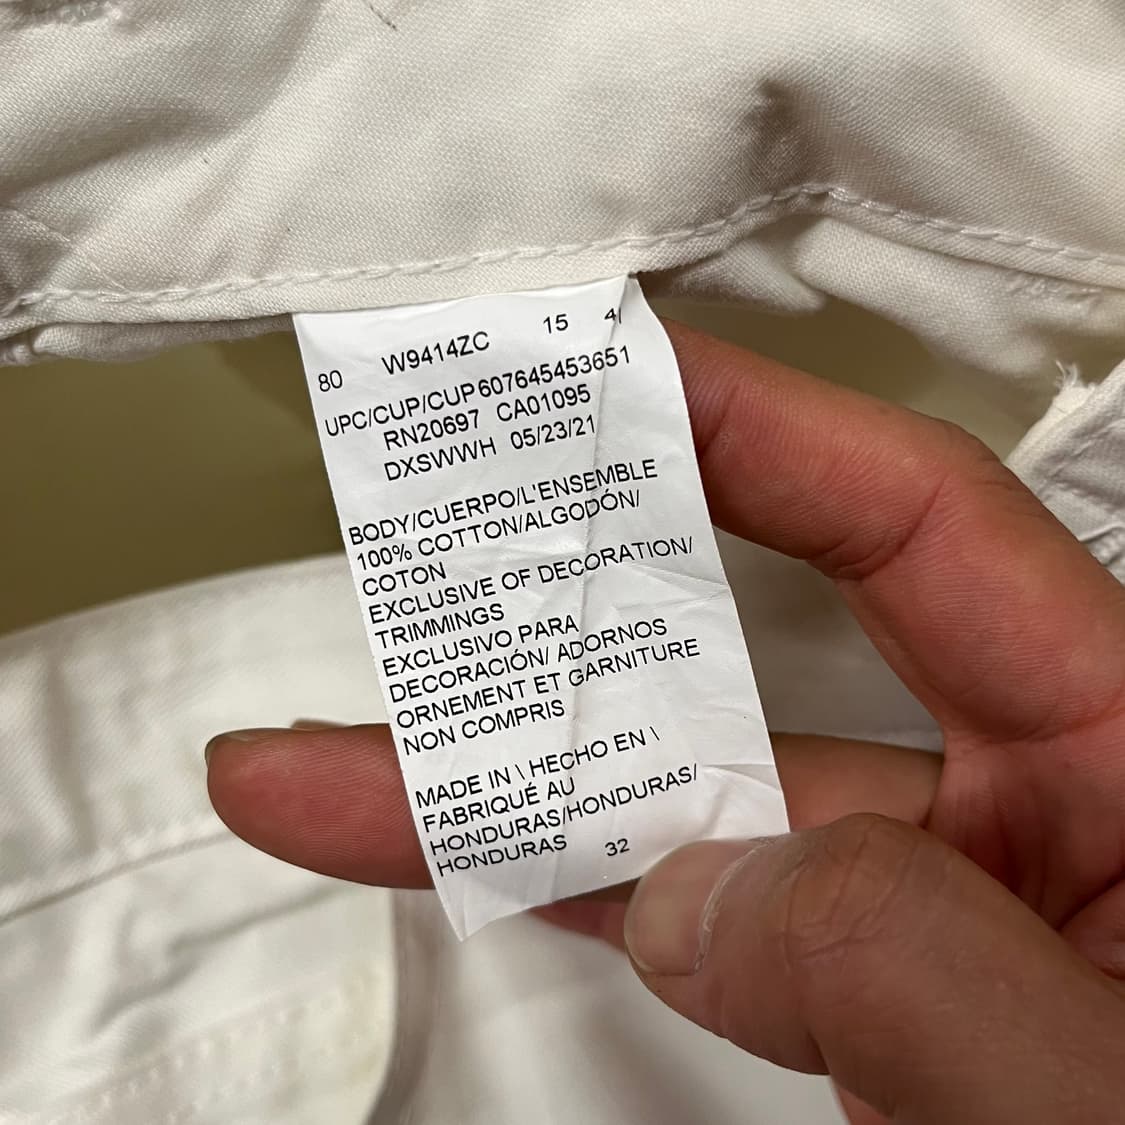 80 W9414ZC 15 4
UPC/CUP/CUP 607645453651
RN20697 CA01095
DXSWWH 05/23/21
BODY/CUERPO/L'ENSEMBLE
100% COTTON/ALGODÓN/
COTON
EXCLUSIVE OF DECORATION/
TRIMMINGS
EXCLUSIVO PARA
DECORACIÓN/ ADORNOS
ORNEMENT ET GARNITURE
NON COMPRIS
MADE IN \ HECHO EN \
FABRIQUÉ AU
HONDURAS/HONDURAS/
HONDURAS 32